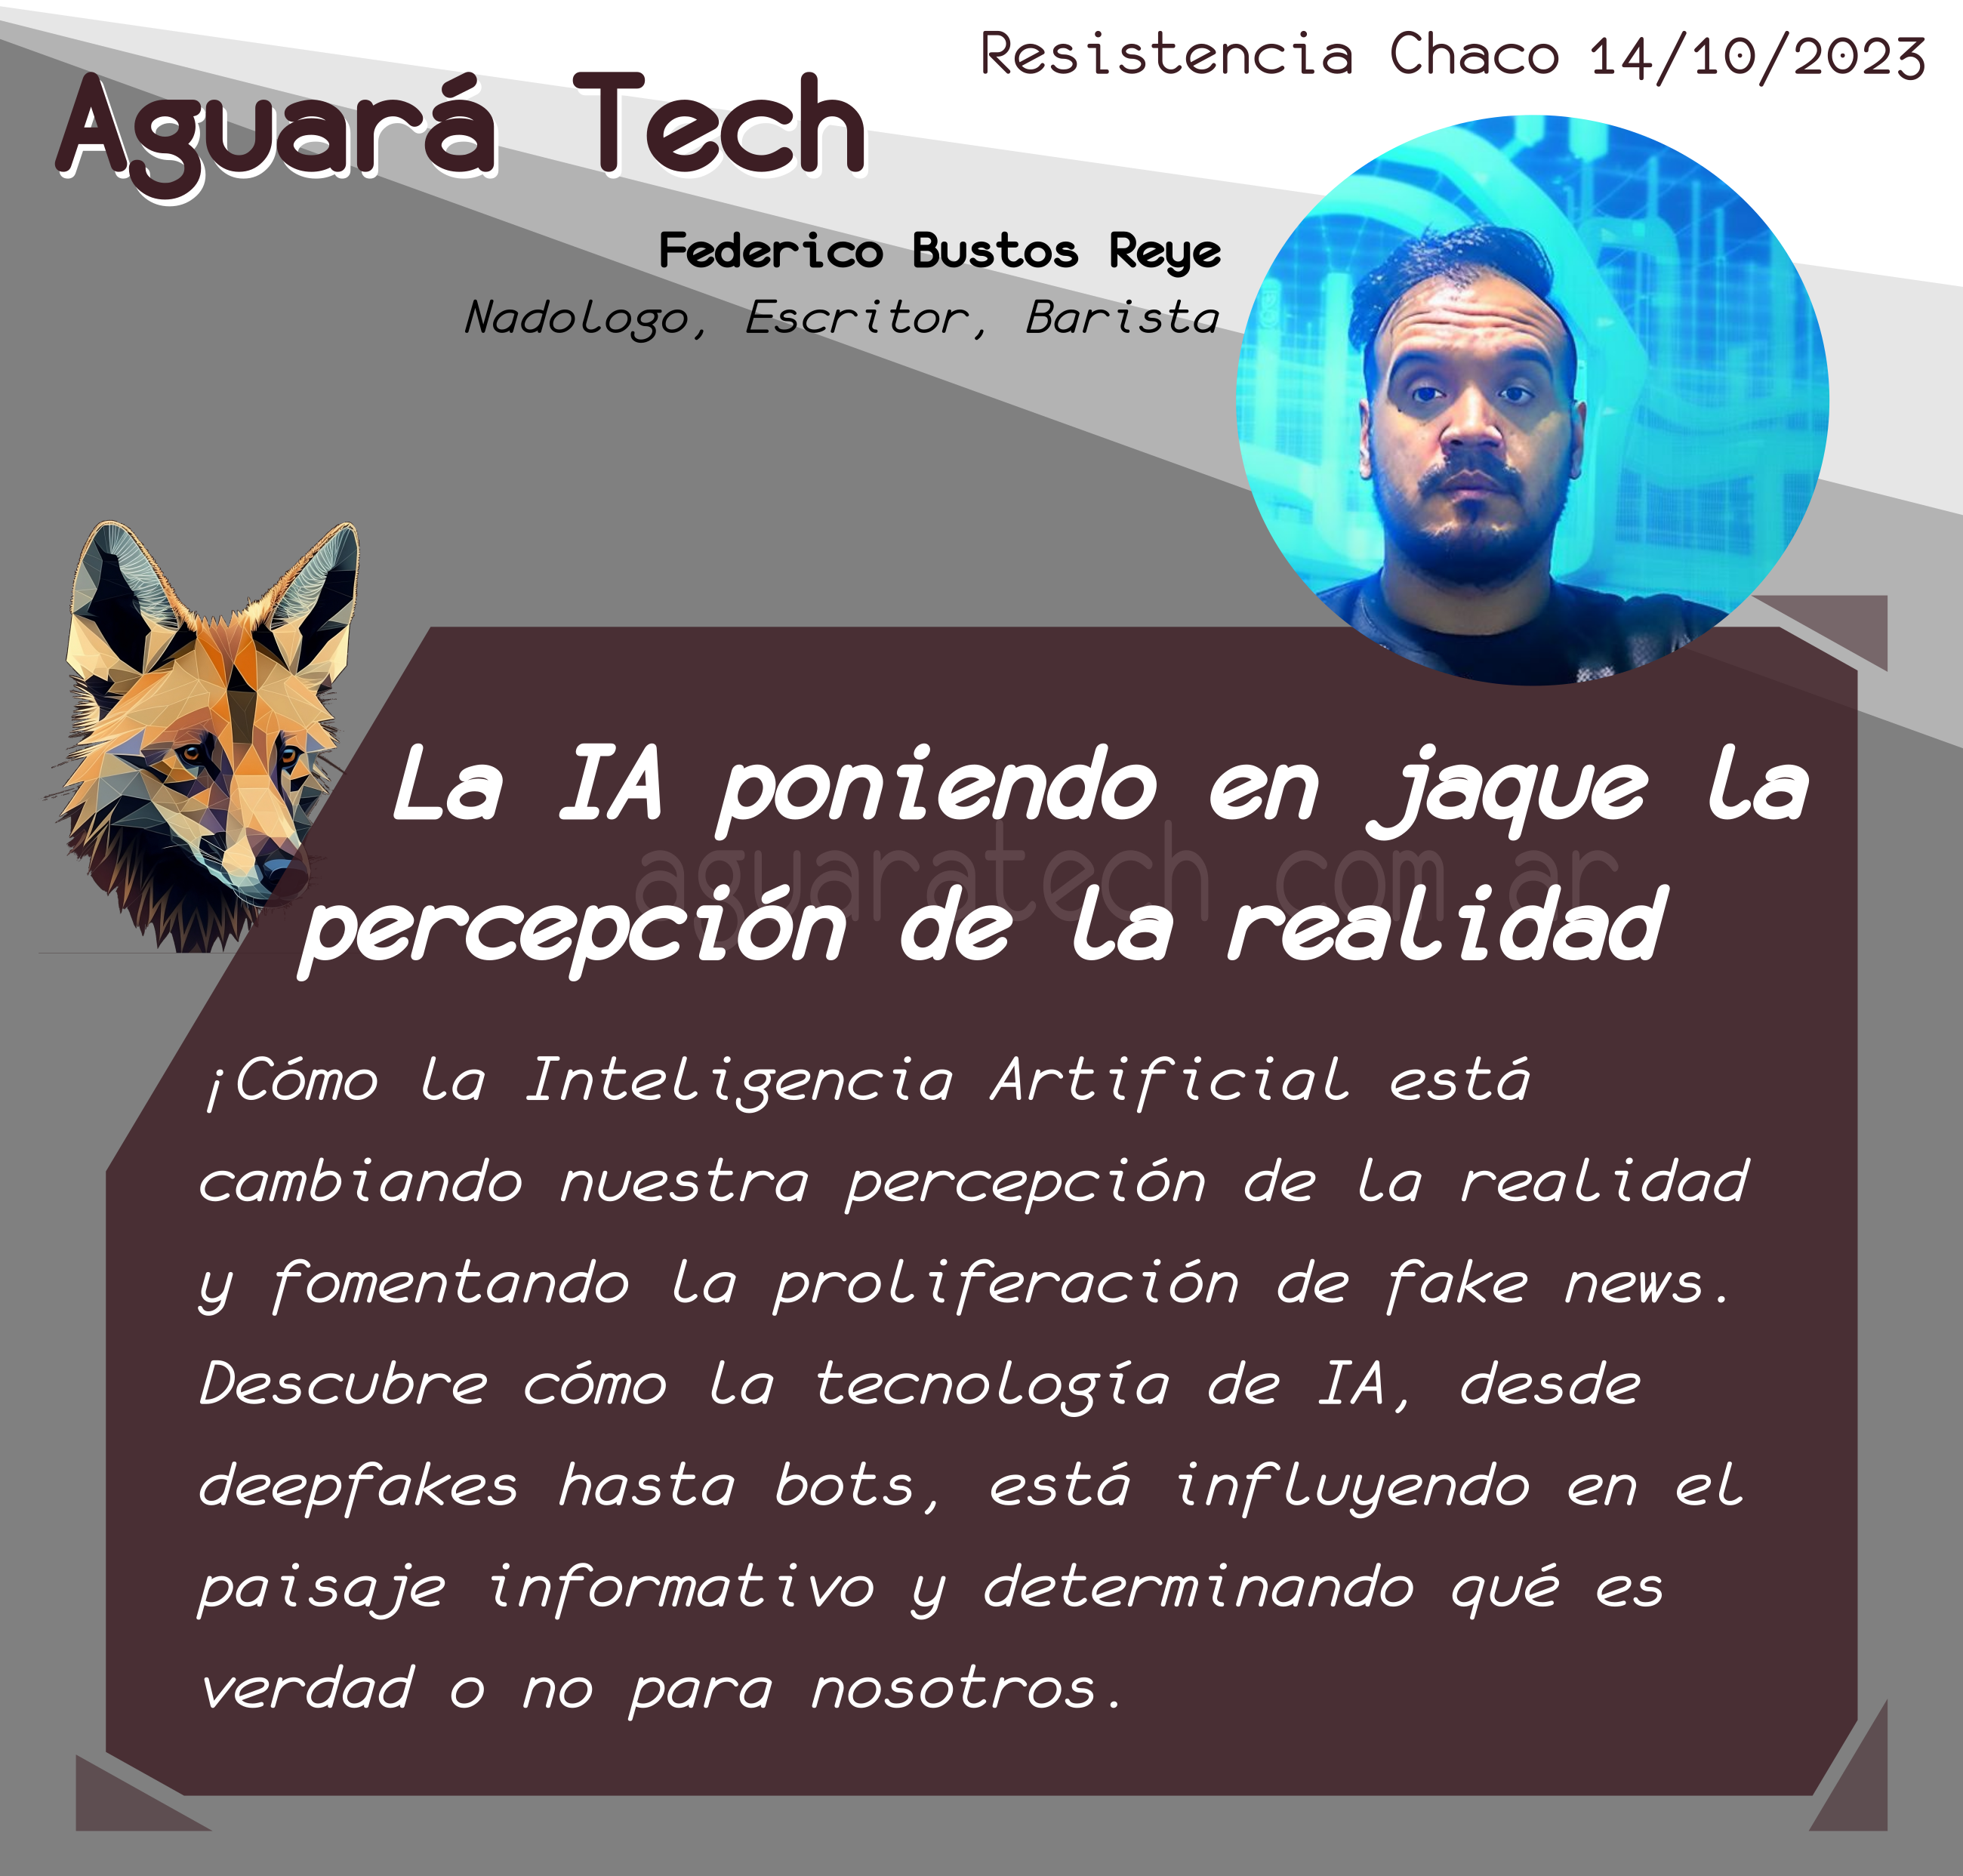 Resistencia Chaco 14/10/2023
Aguará Tech
Federico Bustos Reye
Nadologo, Escritor, Barista
La IA poniendo en jaque la
aguaratech com ar
percepción de la realidad
¡Cómo la Inteligencia Artificial está
cambiando nuestra percepción de la realidad
y fomentando la proliferación de fake news.
Descubre cómo la tecnología de IA, desde
deepfakes hasta bots, está influyendo en el
paisaje informativo y determinando qué es
verdad o no para nosotros.